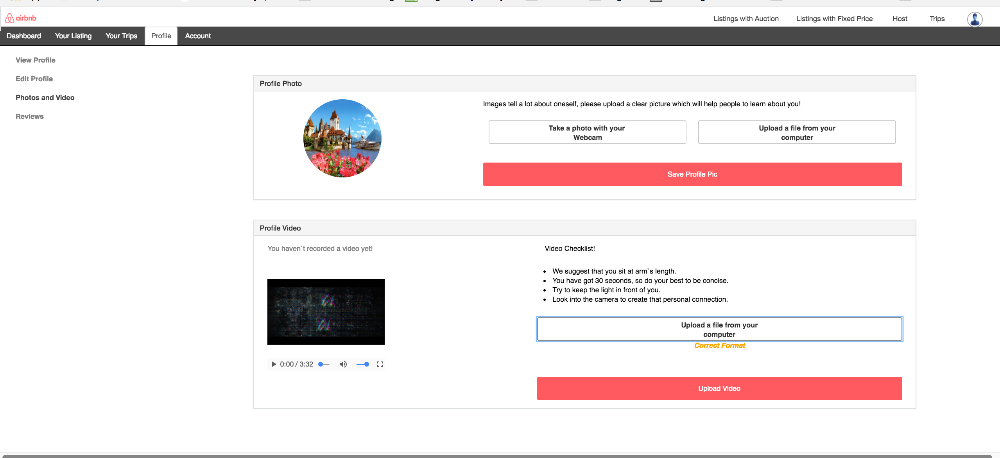 airbnb
Listings with Auction
Listings with Fixed Price
Host
Trips
Dashboard
Your Listing
Your Trips
Profile
Account
View Profile
Edit Profile
Photos and Video
Reviews
Profile Photo
Images tell a lot about oneself, please upload a clear picture which will help people to learn about you!
Take a photo with your
Webcam
Upload a file from your
computer
Save Profile Pic
Profile Video
You haven`t recorded a video yet!
Video Checklist!
We suggest that you sit at arm`s length.
You have got 30 seconds, so do your best to be concise.
Try to keep the light in front of you.
Look into the camera to create that personal connection.
Upload a file from your
computer
Correct Format
0:00 / 3:32
Upload Video